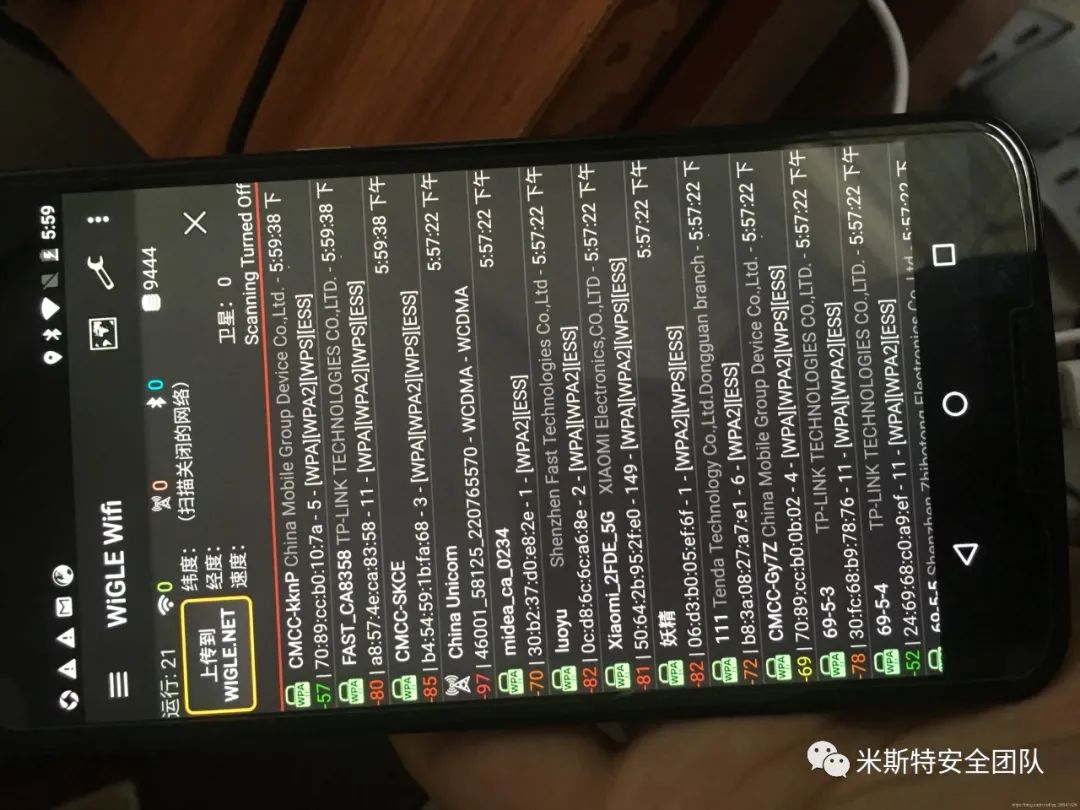 5:59
WiGLE Wifi
运行: 21
0
0
0
9444
上传到
WIGLE.NET
纬度:
经度:
速度:
(扫描关闭的网络)
卫星: 0
Scanning Turned Off
CMCC-kknP China Mobile Group Device Co.,Ltd. - 5:59:38 下
-57 | 70:89:cc:b0:10:7a - 5 - [WPA][WPA2][WPS][ESS]
FAST_CA8358 TP-LINK TECHNOLOGIES CO.,LTD. - 5:59:38 下
-80 | a8:57:4e:ca:83:58 - 11 - [WPA][WPA2][WPS][ESS]
CMCC-SKCE 5:59:38 下午
-85 | b4:54:59:1b:fa:68 - 3 - [WPA][WPA2][ESS]
China Unicom 5:57:22 下午
-97 | 46001_58125_220765570 - WCDMA - WCDMA
midea_ca_0234 5:57:22 下午
-70 | 30:b2:37:d0:e8:2e - 1 - [WPA2][ESS]
luoyu Shenzhen Fast Technologies Co.,Ltd - 5:57:22 下午
-82 | 0c:d8:6c:6c:a6:8e - 2 - [WPA][WPA2][ESS]
Xiaomi_2FDE_5G XIAOMI Electronics,CO.,LTD - 5:57:22 下午
-81 | 50:64:2b:95:2f:e0 - 149 - [WPA][WPA2][WPS][ESS]
妖精 5:57:22 下午
-82 | 06:d3:b0:05:ef:6f - 1 - [WPA2][WPS][ESS]
111 Tenda Technology Co.,Ltd.Dongguan branch - 5:57:22 下
-72 | b8:3a:08:27:a7:e1 - 6 - [WPA2][ESS]
CMCC-Gy7Z China Mobile Group Device Co.,Ltd. - 5:57:22 下
-69 | 70:89:cc:b0:0b:02 - 4 - [WPA][WPA2][WPS][ESS]
69-5-3 TP-LINK TECHNOLOGIES CO.,LTD. - 5:57:22 下午
-78 | 30:fc:68:b9:78:76 - 11 - [WPA][WPA2][ESS]
69-5-4 TP-LINK TECHNOLOGIES CO.,LTD. - 5:57:22 下午
-52 | 24:69:68:c0:a9:ef - 11 - [WPA][WPA2][ESS]
69-5-5 Shenzhen Zhibotong Electronics Co.,Ltd
米斯特安全团队